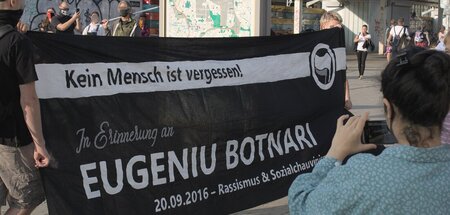 Kein Mensch ist vergessen!
In Erinnerung an
EUGENIU BOTNARI
20.09.2016 – Rassismus & Sozialchauvi